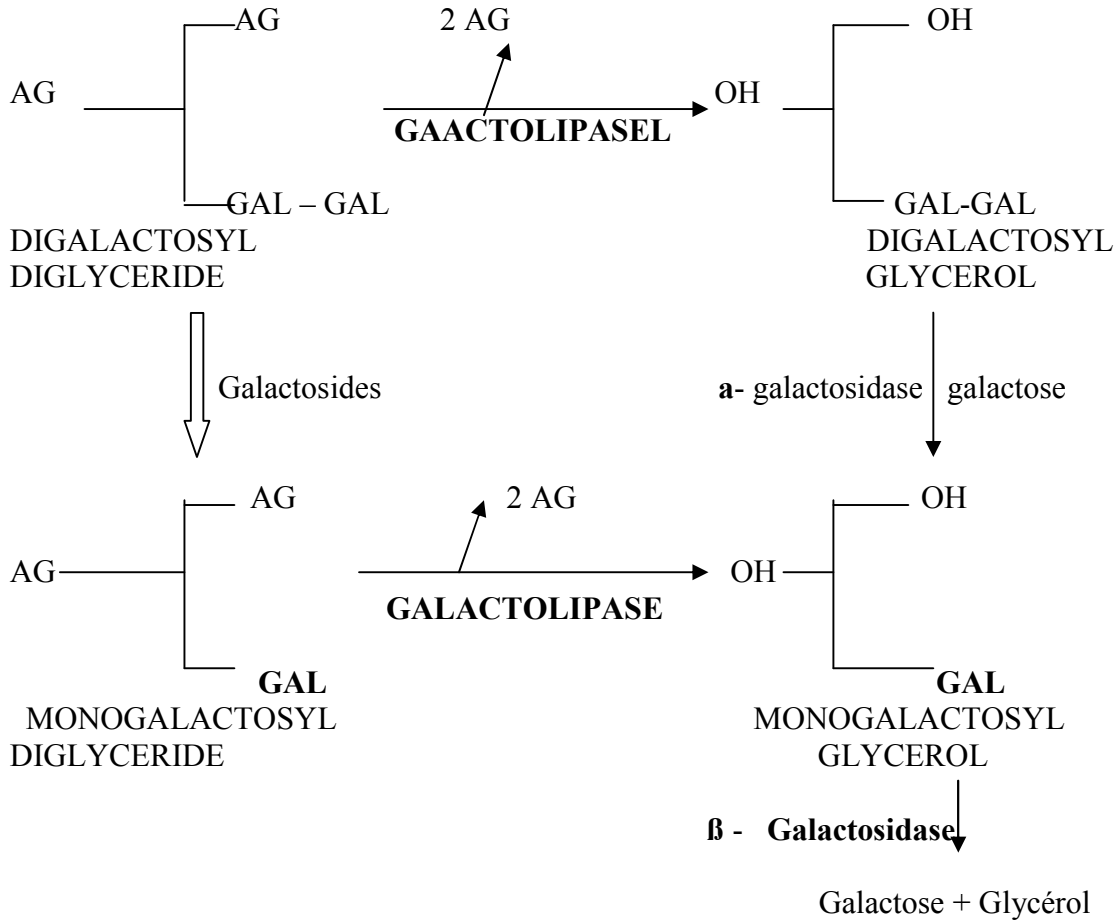 AG
2 AG
OH
AG
OH
GAACTOLIPASEL
GAL – GAL
GAL-GAL
DIGALACTOSYL
DIGLYCERIDE
DIGALACTOSYL
GLYCEROL
Galactosides
a- galactosidase
galactose
AG
2 AG
OH
AG
OH
GALACTOLIPASE
GAL
GAL
MONOGALACTOSYL
DIGLYCERIDE
MONOGALACTOSYL
GLYCEROL
ß - Galactosidase
Galactose + Glycérol